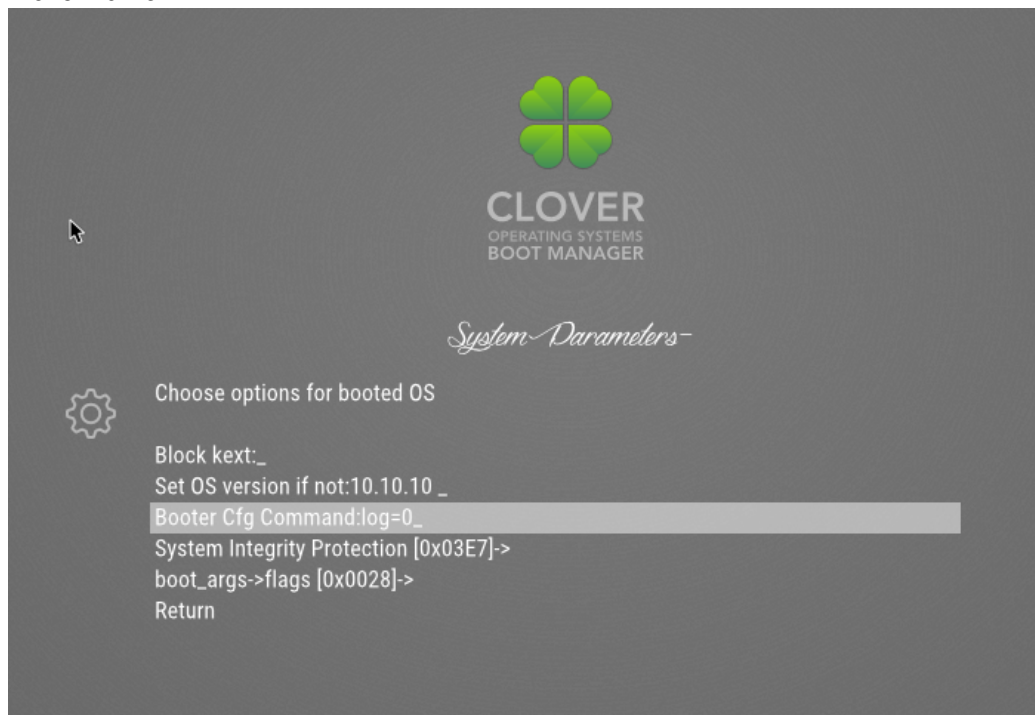 CLOVER
OPERATING SYSTEMS
BOOT MANAGER
System Parameters
Choose options for booted OS
Block kext:_
Set OS version if not:10.10.10 _
Booter Cfg Command:log=0_
System Integrity Protection [0x03E7]->
boot_args->flags [0x0028]->
Return